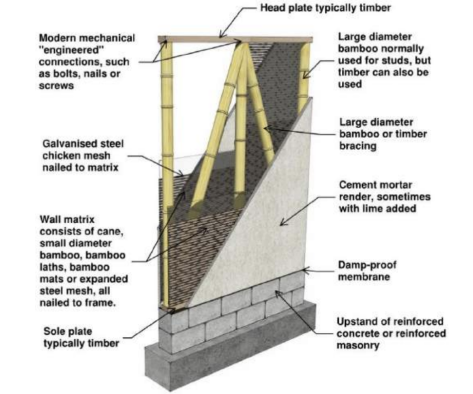 Head plate typically timber
Modern mechanical
"engineered"
connections, such
as bolts, nails or
screws
Large diameter
bamboo normally
used for studs, but
timber can also be
used
Galvanised steel
chicken mesh
nailed to matrix
Large diameter
bamboo or timber
bracing
Cement mortar
render, sometimes
with lime added
Wall matrix
consists of cane,
small diameter
bamboo, bamboo
laths, bamboo
mats or expanded
steel mesh, all
nailed to frame.
Damp-proof
membrane
Sole plate
typically timber
Upstand of reinforced
concrete or reinforced
masonry